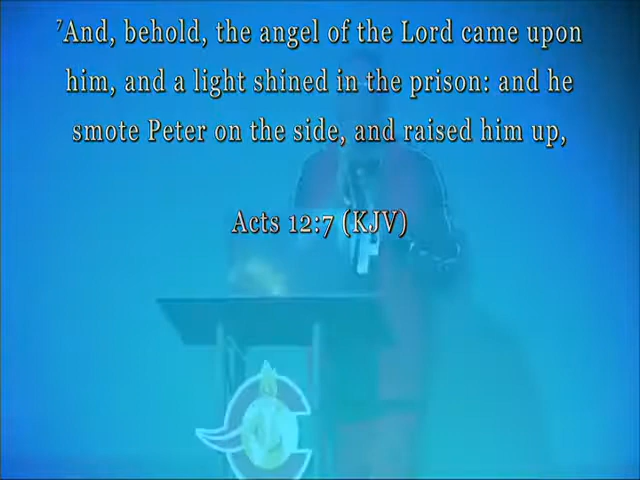 ⁷And, behold, the angel of the Lord came upon
him, and a light shined in the prison: and he
smote Peter on the side, and raised him up,
Acts 12:7 (KJV)